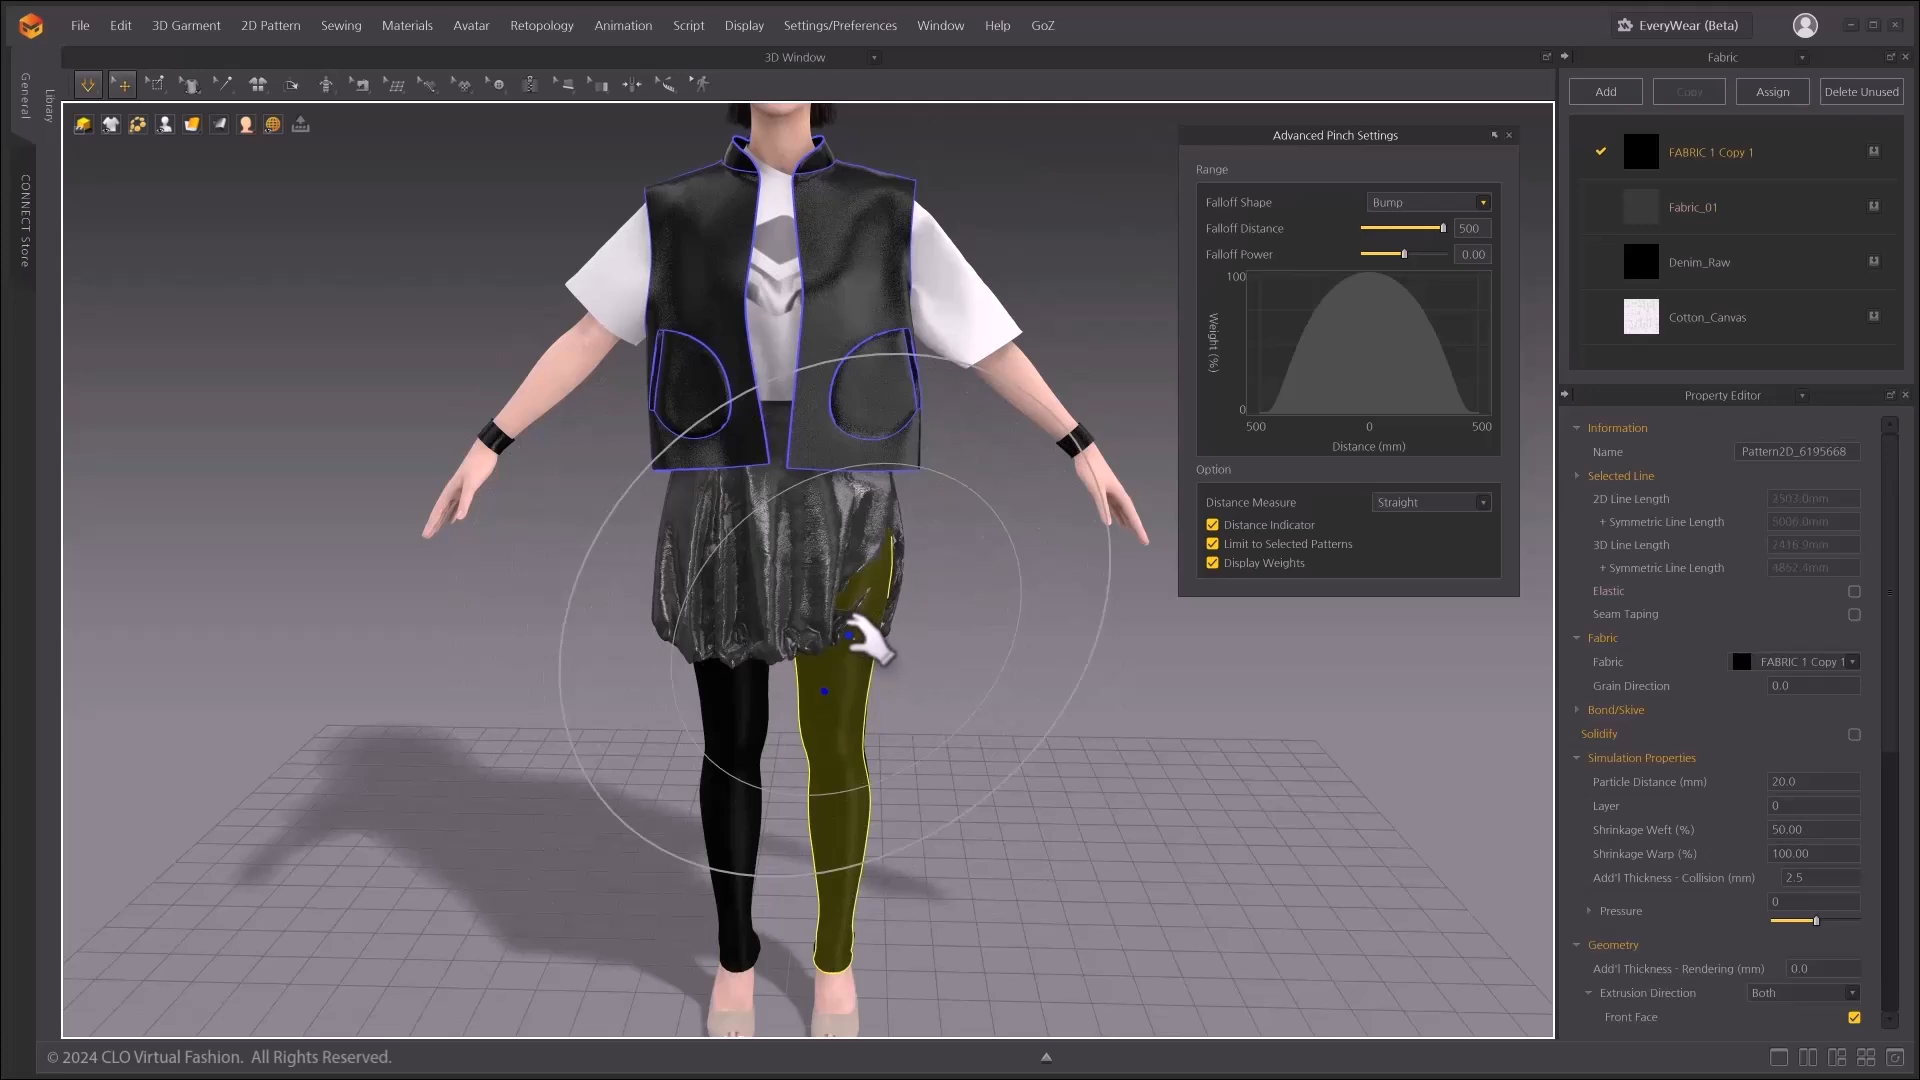 File Edit 3D Garment 2D Pattern Sewing Materials Avatar Retopology Animation Script Display Settings/Preferences Window Help GoZ
EveryWear (Beta)
3D Window
Fabric
General
Library
CONNECT Store
Add Copy Assign Delete Unused
FABRIC 1 Copy 1
Fabric_01
Denim_Raw
Cotton_Canvas
Advanced Pinch Settings
Range
Falloff Shape Bump
Falloff Distance 500
Falloff Power 0.00
100
Weight (%)
0
500 0 500
Distance (mm)
Option
Distance Measure Straight
Distance Indicator
Limit to Selected Patterns
Display Weights
Property Editor
Information
Name Pattern2D_6195668
Selected Line
2D Line Length 2503.0mm
+ Symmetric Line Length 5006.0mm
3D Line Length 2436.9mm
+ Symmetric Line Length 4862.4mm
Elastic
Seam Taping
Fabric
Fabric FABRIC 1 Copy 1
Grain Direction 0.0
Bond/Skive
Solidify
Simulation Properties
Particle Distance (mm) 20.0
Layer 0
Shrinkage Weft (%) 50.00
Shrinkage Warp (%) 100.00
Add'l Thickness - Collision (mm) 2.5
Pressure 0
Geometry
Add'l Thickness - Rendering (mm) 0.0
Extrusion Direction Both
Front Face
© 2024 CLO Virtual Fashion. All Rights Reserved.